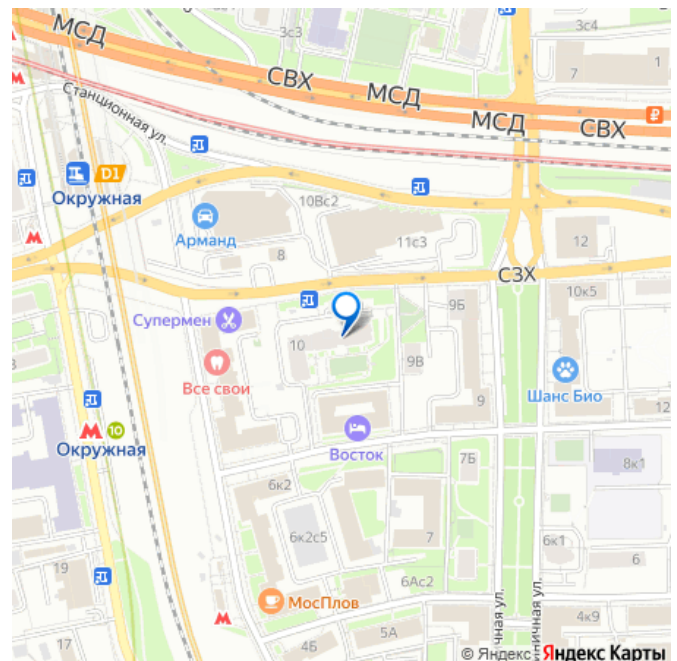 3с3
3с4
МСД
7
1
СВХ
МСД
МСД
СВХ
₽
М
Станционная ул.
D1
Окружная
М
10Вс2
Арманд
8
11с3
12
СЗХ
10к5
9Б
Супермен
10
9В
Все свои
Шанс Био
9
12
М 10
Окружная
Восток
7Б
8к1
6к2
6к2с5
7
6к1
6
19
6Ас2
МосПлов
М
4Б
5А
4к9
17
ничная ул.
© Яндекс
Яндекс Карты